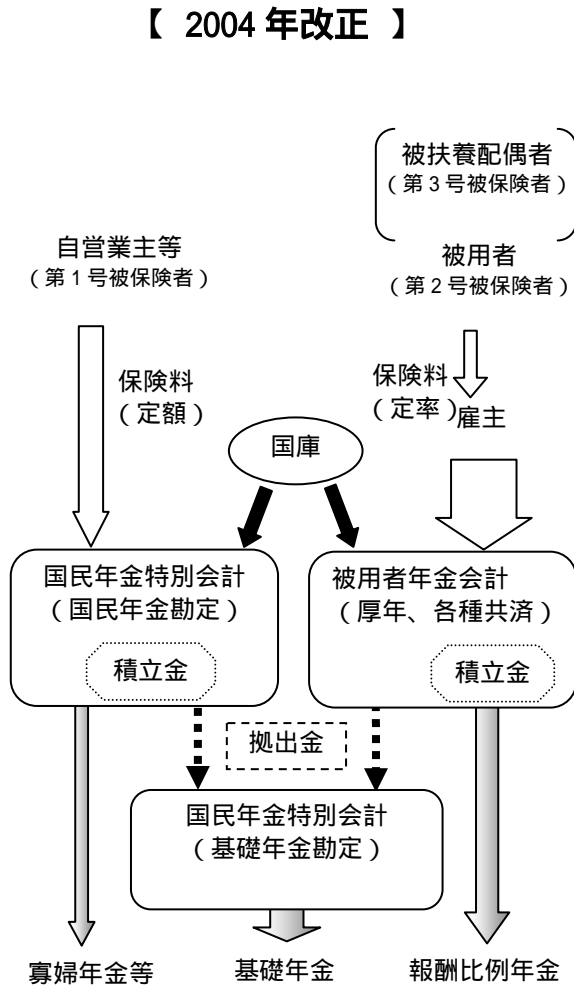 【 2004 年改正 】
被扶養配偶者
（第３号被保険者）
自営業主等
（第１号被保険者）
被用者
（第２号被保険者）
保険料
（定額）
保険料
（定率）
雇主
国庫
国民年金特別会計
（国民年金勘定）
積立金
被用者年金会計
（厚年、各種共済）
積立金
拠出金
国民年金特別会計
（基礎年金勘定）
寡婦年金等
基礎年金
報酬比例年金